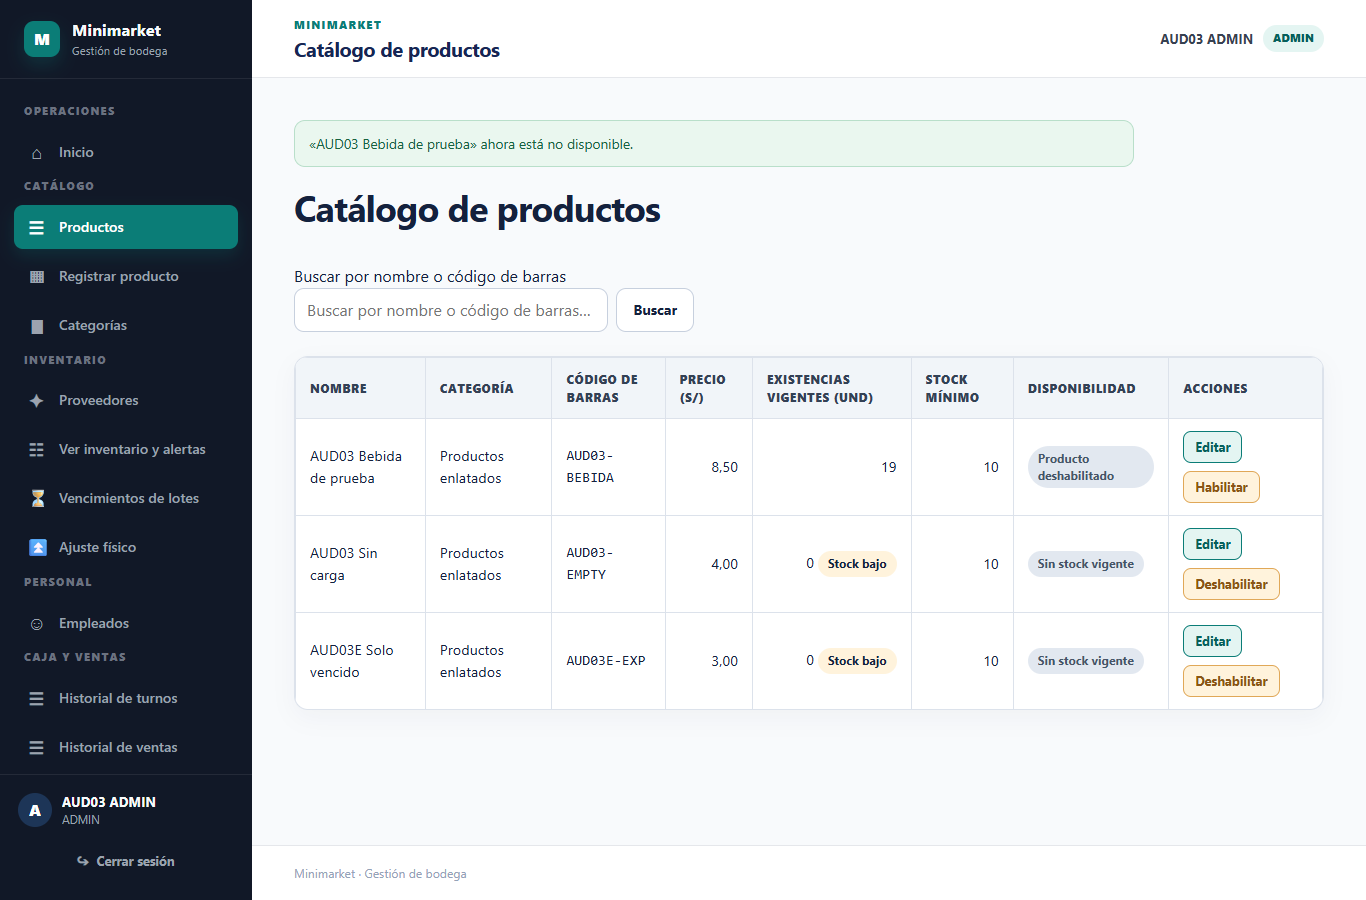 M
Minimarket
Gestión de bodega
OPERACIONES
Inicio
CATÁLOGO
Productos
Registrar producto
Categorías
INVENTARIO
Proveedores
Ver inventario y alertas
Vencimientos de lotes
Ajuste físico
PERSONAL
Empleados
CAJA Y VENTAS
Historial de turnos
Historial de ventas
A
AUD03 ADMIN
ADMIN
Cerrar sesión
MINIMARKET
Catálogo de productos
AUD03 ADMIN
ADMIN
«AUD03 Bebida de prueba» ahora está no disponible.
Catálogo de productos
Buscar por nombre o código de barras
Buscar por nombre o código de barras...
Buscar
NOMBRE
CATEGORÍA
CÓDIGO DE
BARRAS
PRECIO
(S/)
EXISTENCIAS
VIGENTES (UND)
STOCK
MÍNIMO
DISPONIBILIDAD
ACCIONES
AUD03 Bebida
de prueba
Productos
enlatados
AUD03-
BEBIDA
8,50
19
10
Producto
deshabilitado
Editar
Habilitar
AUD03 Sin
carga
Productos
enlatados
AUD03-
EMPTY
4,00
0 Stock bajo
10
Sin stock vigente
Editar
Deshabilitar
AUD03E Solo
vencido
Productos
enlatados
AUD03E-EXP
3,00
0 Stock bajo
10
Sin stock vigente
Editar
Deshabilitar
Minimarket · Gestión de bodega